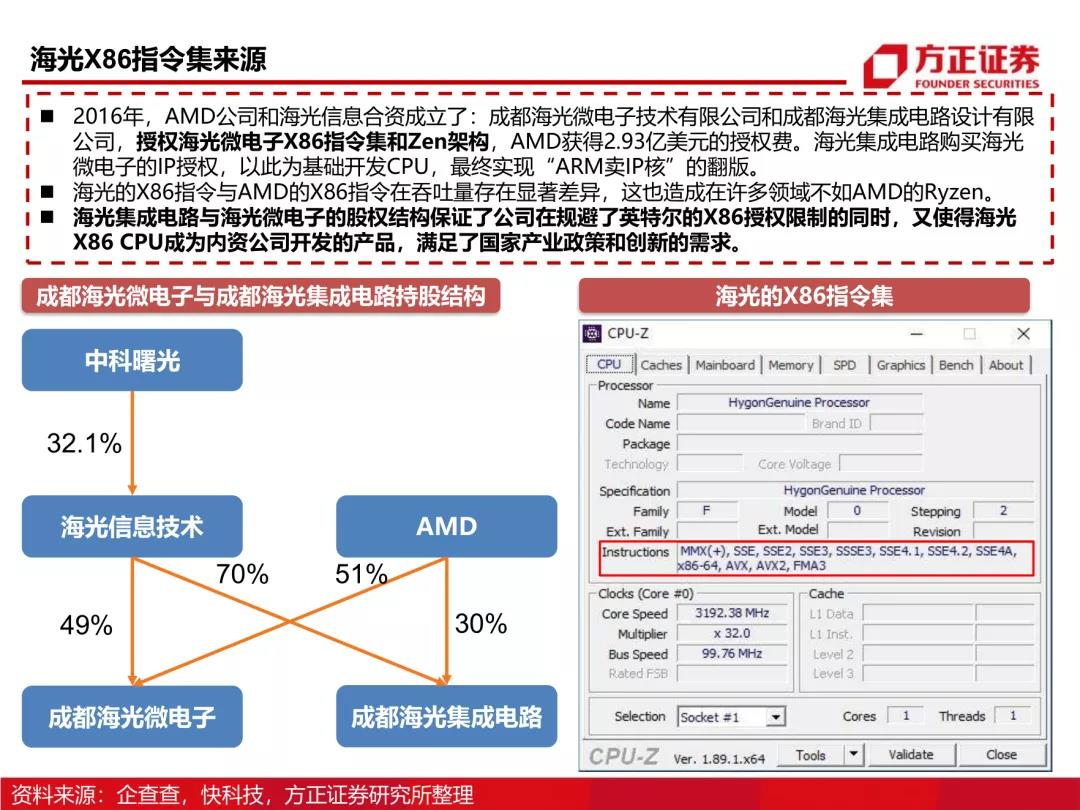 海光X86指令集来源
方正证券
FOUNDER SECURITIES
■ 2016年，AMD公司和海光信息合资成立了：成都海光微电子技术有限公司和成都海光集成电路设计有限
公司，授权海光微电子X86指令集和Zen架构，AMD获得2.93亿美元的授权费。海光集成电路购买海光
微电子的IP授权，以此为基础开发CPU，最终实现“ARM卖IP核”的翻版。
■ 海光的X86指令与AMD的X86指令在吞吐量存在显著差异，这也造成在许多领域不如AMD的Ryzen。
■ 海光集成电路与海光微电子的股权结构保证了公司在规避了英特尔的X86授权限制的同时，又使得海光
X86 CPU成为内资公司开发的产品，满足了国家产业政策和创新的需求。
成都海光微电子与成都海光集成电路持股结构
中科曙光
32.1%
海光信息技术
AMD
70%
51%
49%
30%
成都海光微电子
成都海光集成电路
海光的X86指令集
CPU-Z
CPU Caches Mainboard Memory SPD Graphics Bench About
Processor
Name HygonGenuine Processor
Code Name Brand ID
Package
Technology Core Voltage
Specification HygonGenuine Processor
Family F Model 0 Stepping 2
Ext. Family Ext. Model Revision
Instructions MMX(+), SSE, SSE2, SSE3, SSSE3, SSE4.1, SSE4.2, SSE4A,
x86-64, AVX, AVX2, FMA3
Clocks (Core #0)
Core Speed 3192.38 MHz
Multiplier x 32.0
Bus Speed 99.76 MHz
Rated FSB
Cache
L1 Data
L1 Inst.
Level 2
Level 3
Selection Socket #1 Cores 1 Threads 1
CPU-Z Ver. 1.89.1.x64 Tools Validate Close
资料来源：企查查，快科技，方正证券研究所整理